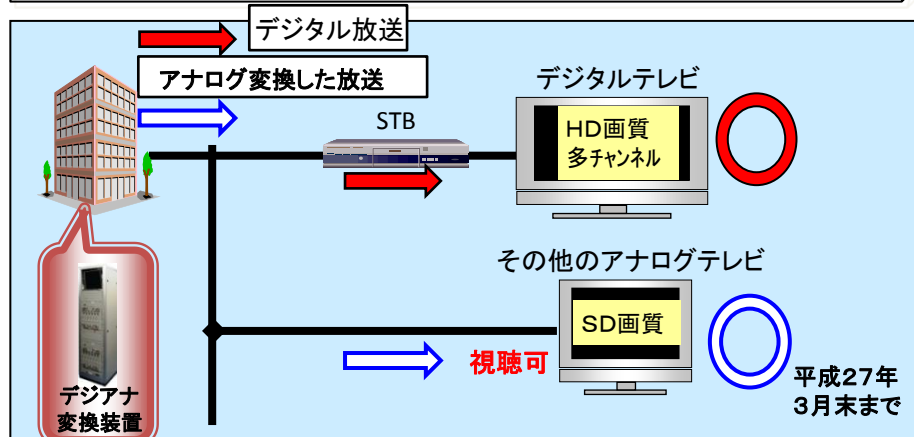 デジタル放送
アナログ変換した放送
STB
デジタルテレビ
HD画質
多チャンネル
その他のアナログテレビ
SD画質
視聴可
平成27年
3月末まで
デジアナ
変換装置